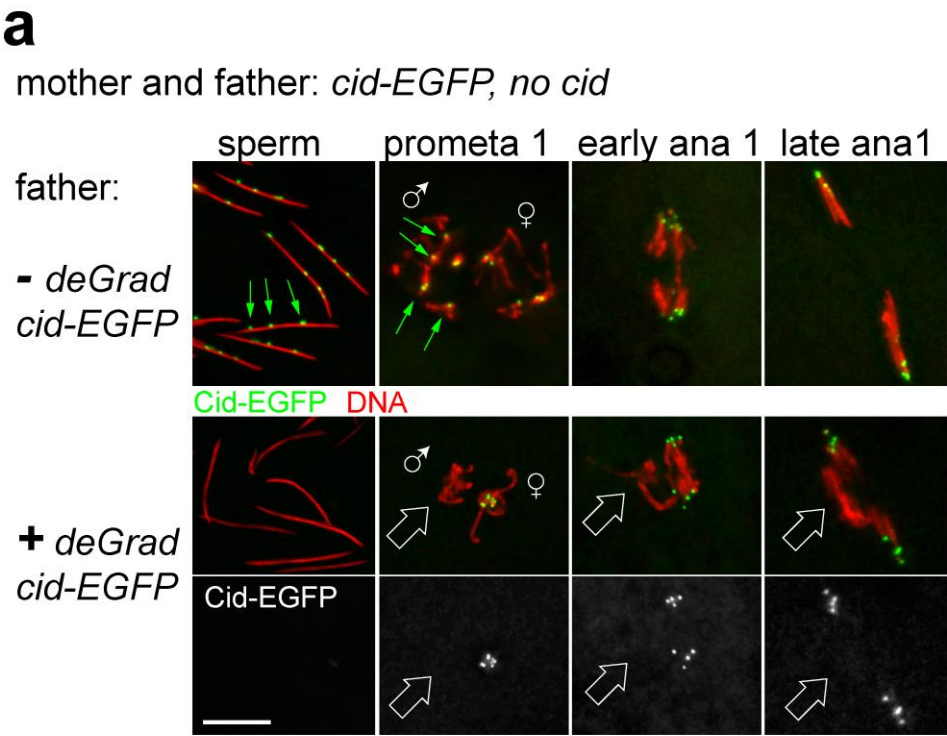 a
mother and father: cid-EGFP, no cid
sperm prometa 1 early ana 1 late ana1
father:
♂ ♀
- deGrad
cid-EGFP
Cid-EGFP DNA
♂ ♀
+ deGrad
cid-EGFP
Cid-EGFP